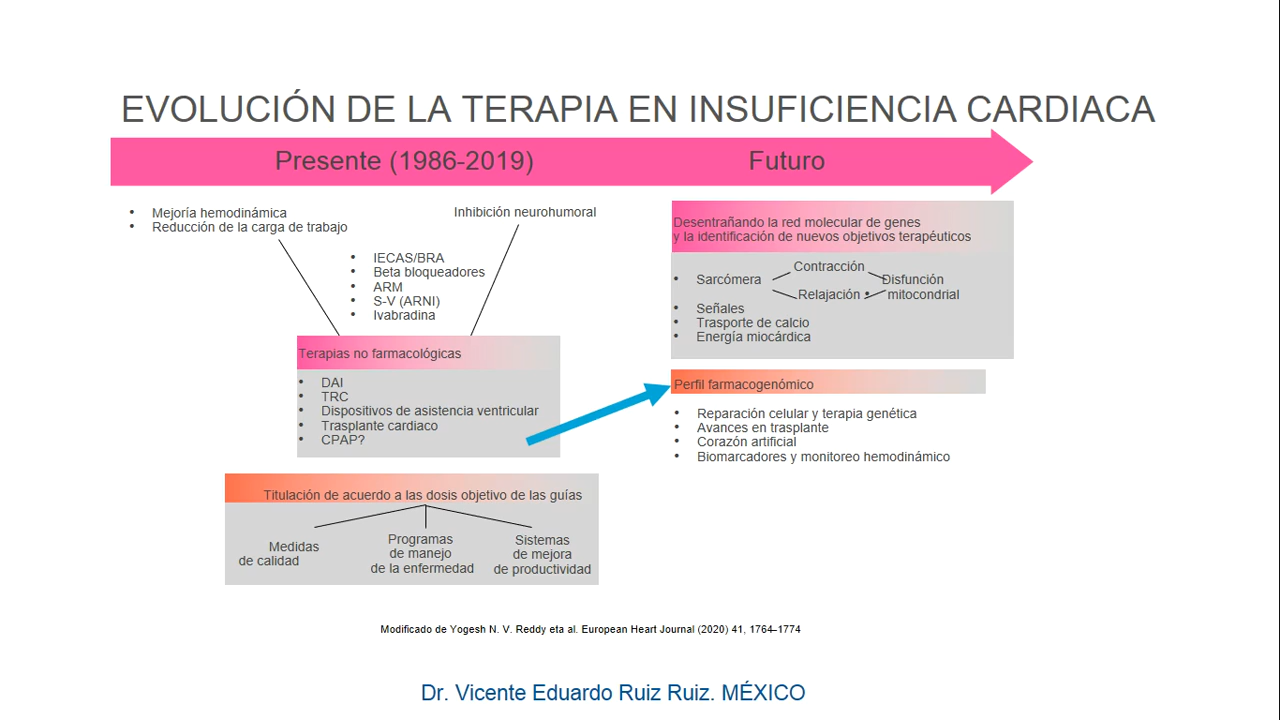 EVOLUCIÓN DE LA TERAPIA EN INSUFICIENCIA CARDIACA
Presente (1986-2019)
Futuro
• Mejoría hemodinámica
• Reducción de la carga de trabajo
Inhibición neurohumoral
• IECAS/BRA
• Beta bloqueadores
• ARM
• S-V (ARNI)
• Ivabradina
Terapias no farmacológicas
• DAI
• TRC
• Dispositivos de asistencia ventricular
• Trasplante cardiaco
• CPAP?
Titulación de acuerdo a las dosis objetivo de las guías
Medidas
de calidad
Programas
de manejo
de la enfermedad
Sistemas
de mejora
de productividad
Desentrañando la red molecular de genes
y la identificación de nuevos objetivos terapéuticos
• Sarcómera
Contracción
Relajación •
Disfunción
mitocondrial
• Señales
• Trasporte de calcio
• Energía miocárdica
Perfil farmacogenómico
• Reparación celular y terapia genética
• Avances en trasplante
• Corazón artificial
• Biomarcadores y monitoreo hemodinámico
Modificado de Yogesh N. V. Reddy eta al. European Heart Journal (2020) 41, 1764–1774
Dr. Vicente Eduardo Ruiz Ruiz. MÉXICO